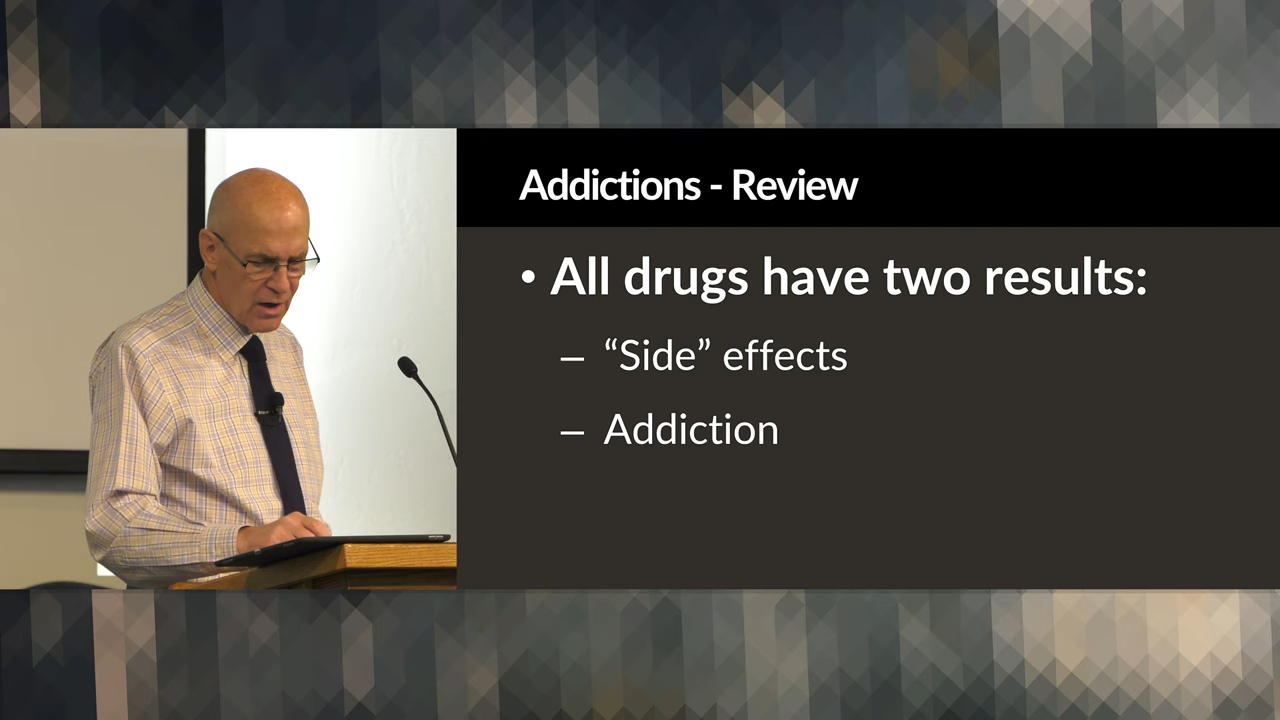 Addictions - Review
• All drugs have two results:
– “Side” effects
– Addiction